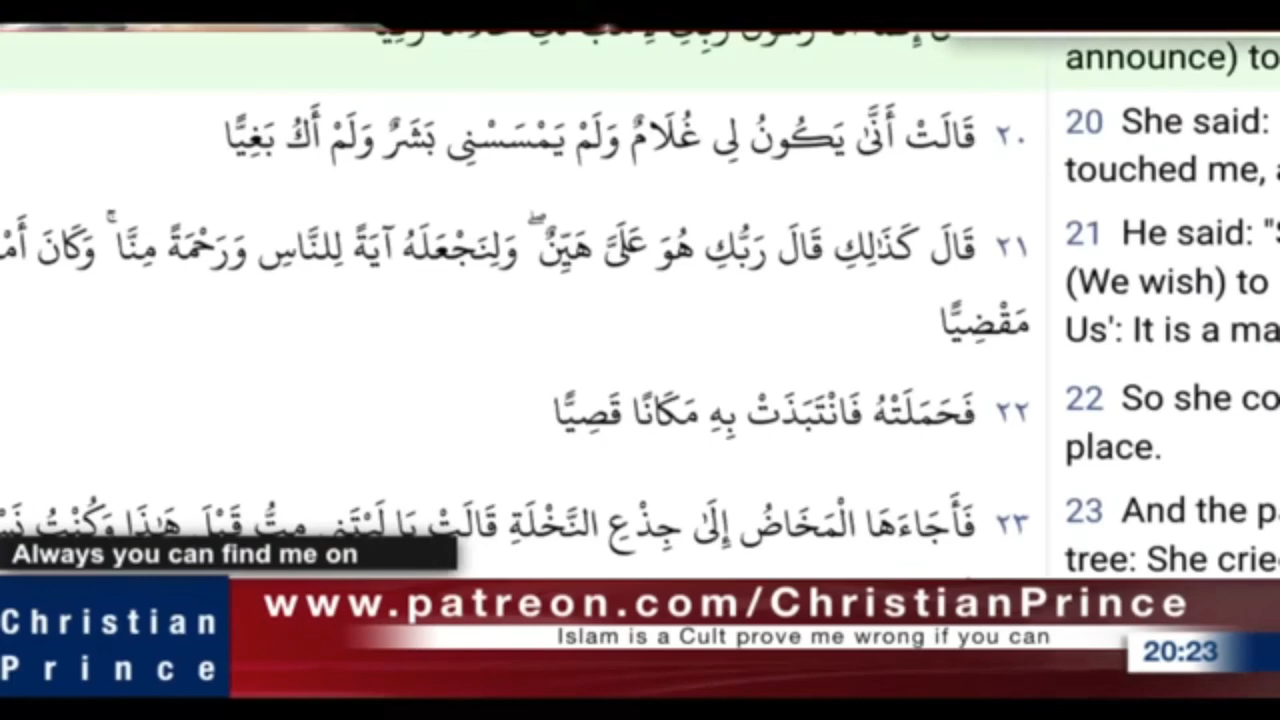 announce) to
٢٠ قَالَتْ أَنَّىٰ يَكُونُ لِي غُلَامٌ وَلَمْ يَمْسَسْنِي بَشَرٌ وَلَمْ أَكُ بَغِيًّا
20 She said:
touched me,
٢١ قَالَ كَذَٰلِكِ قَالَ رَبُّكِ هُوَ عَلَيَّ هَيِّنٌ ۖ وَلِنَجْعَلَهُ آيَةً لِلنَّاسِ وَرَحْمَةً مِنَّا ۚ وَكَانَ
مَقْضِيًّا
21 He said:
(We wish) to
Us': It is a
٢٢ فَحَمَلَتْهُ فَانْتَبَذَتْ بِهِ مَكَانًا قَصِيًّا
22 So she
place.
٢٣ فَأَجَاءَهَا الْمَخَاضُ إِلَىٰ جِذْعِ النَّخْلَةِ قَالَتْ يَا لَيْتَنِي مِتُّ قَبْلَ هَٰذَا وَكُنْتُ
23 And the
tree: She
Always you can find me on
www.patreon.com/ChristianPrince
Islam is a Cult prove me wrong if you can
Christian
Prince
20:23